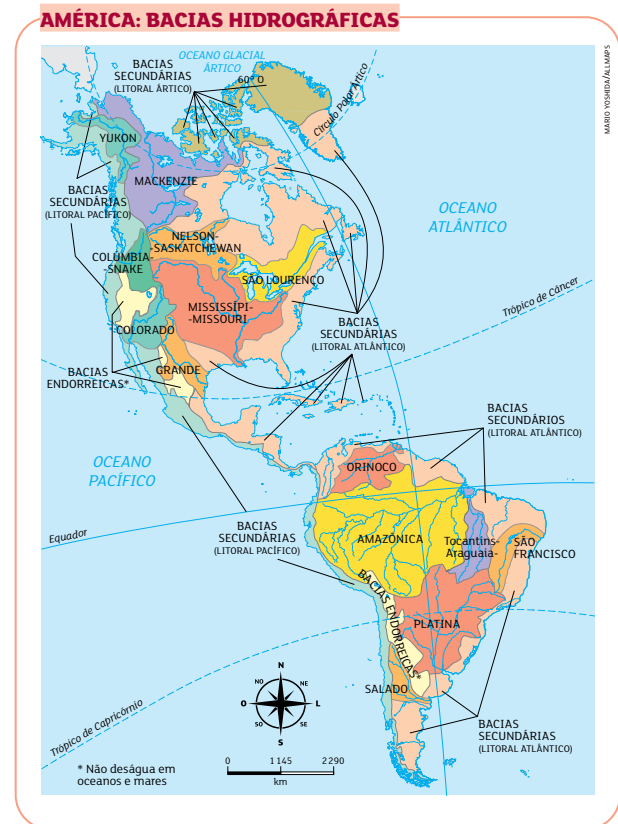 AMÉRICA: BACIAS HIDROGRÁFICAS
MARIO YOSHIDA/ALLMAPS
OCEANO GLACIAL
ÁRTICO
BACIAS
SECUNDÁRIAS
(LITORAL ÁRTICO)
60° O
Círculo Polar Ártico
YUKON
MACKENZIE
BACIAS
SECUNDÁRIAS
(LITORAL PACÍFICO)
OCEANO
ATLÂNTICO
NELSON-
-SASKATCHEWAN
COLUMBIA-
-SNAKE
SÃO LOURENÇO
MISSISSÍPI-
-MISSOURI
Trópico de Câncer
COLORADO
BACIAS
SECUNDÁRIAS
(LITORAL ATLÂNTICO)
GRANDE
BACIAS
ENDORREICAS*
BACIAS
SECUNDÁRIOS
(LITORAL ATLÂNTICO)
OCEANO
PACÍFICO
ORINOCO
Equador
BACIAS
SECUNDÁRIAS
(LITORAL PACÍFICO)
AMAZÔNICA
Tocantins-
Araguaia-
SÃO
FRANCISCO
BACIAS ENDORREICAS*
PLATINA
SALADO
N
NO
NE
O
L
SO
SE
S
Trópico de Capricórnio
BACIAS
SECUNDÁRIAS
(LITORAL ATLÂNTICO)
* Não deságua em
oceanos e mares
0 1 145 2 290
km